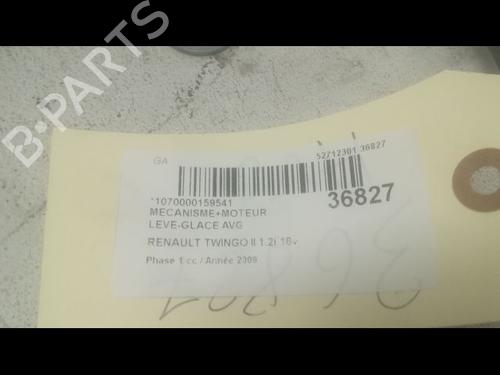 B-PARTS
GA
52712301 36827
*1070000159541
36827
MECANISME+MOTEUR
LEVE-GLACE AVG
RENAULT TWINGO II 1.2i 16v
Phase 1 cc / Année 2009
36827